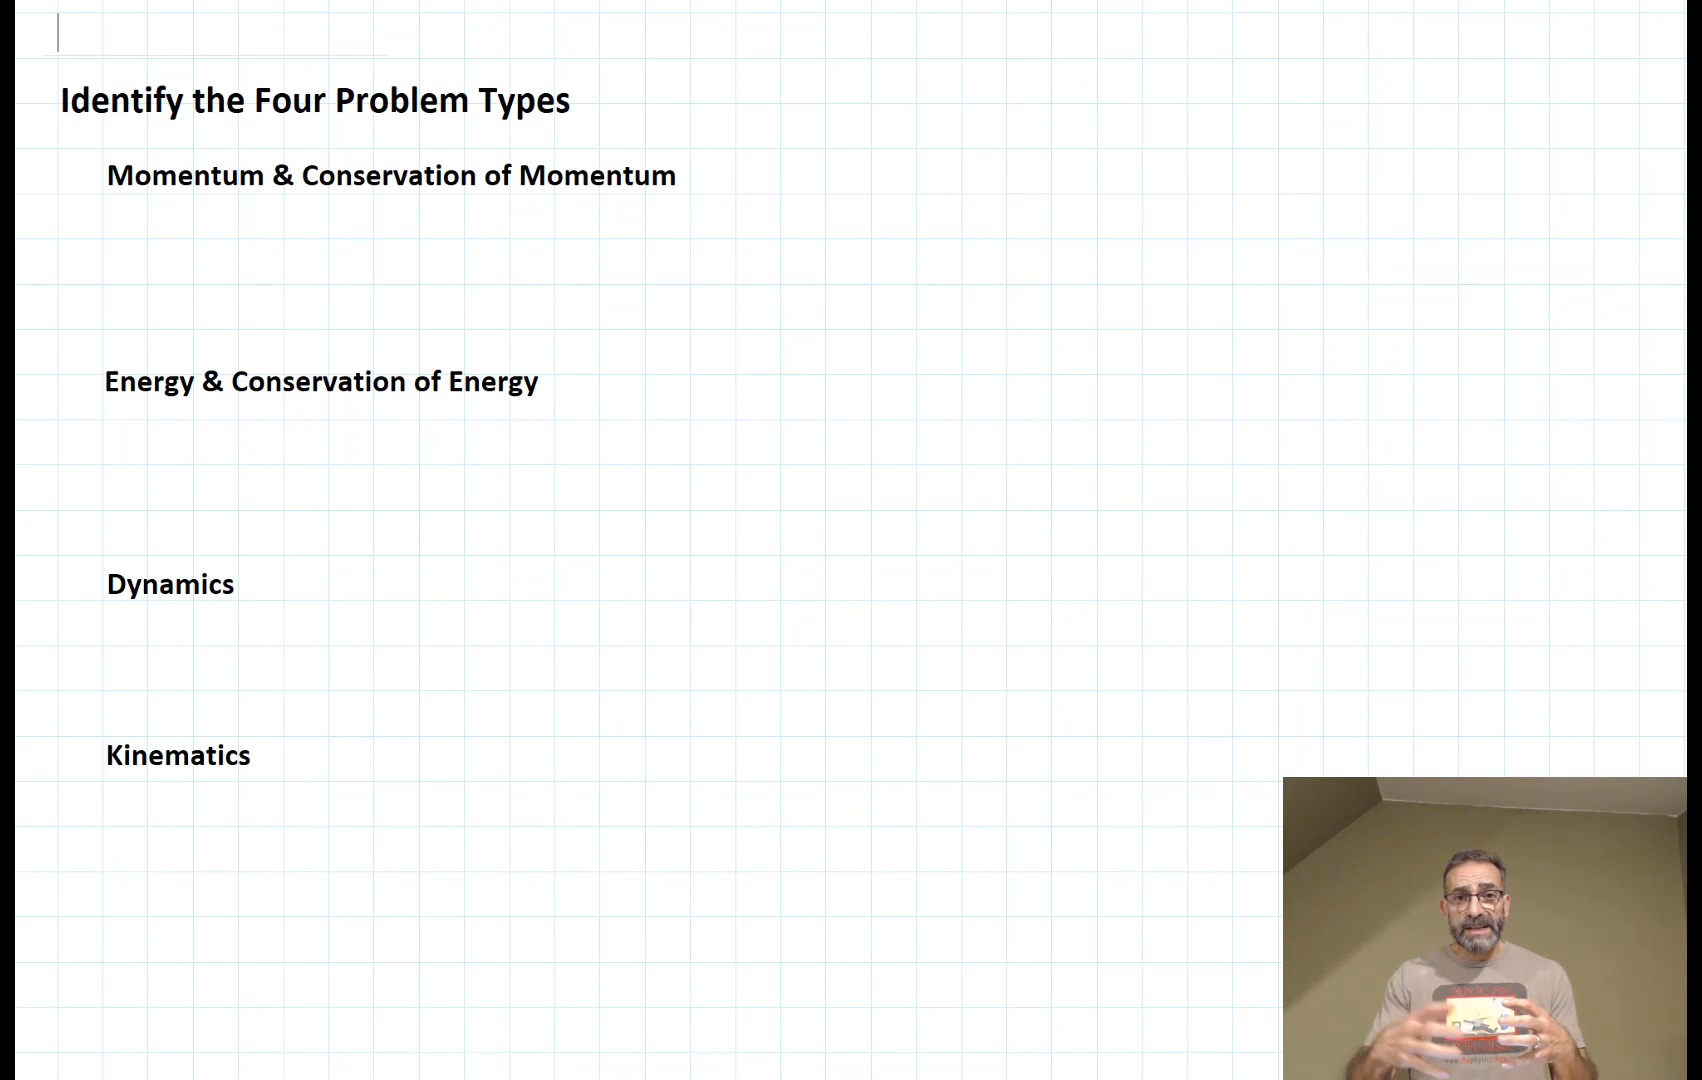 Identify the Four Problem Types
Momentum & Conservation of Momentum
Energy & Conservation of Energy
Dynamics
Kinematics